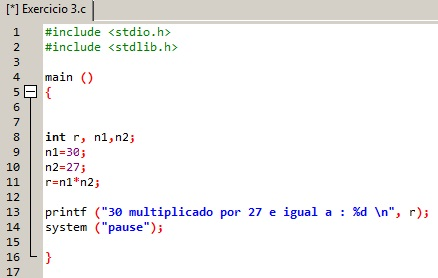 [*] Exercicio 3.c
1 #include <stdio.h>
2 #include <stdlib.h>
3
4 main ()
5 {
6
7
8 int r, n1,n2;
9 n1=30;
10 n2=27;
11 r=n1*n2;
12
13 printf ("30 multiplicado por 27 e igual a : %d \n", r);
14 system ("pause");
15
16 }
17